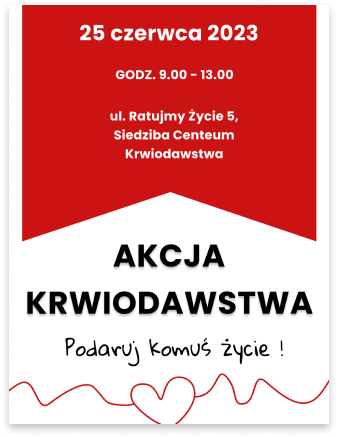 25 czerwca 2023
GODZ. 9.00 - 13.00
ul. Ratujmy Życie 5,
Siedziba Centeum
Krwiodawstwa
AKCJA
KRWIODAWSTWA
Podaruj komuś życie !